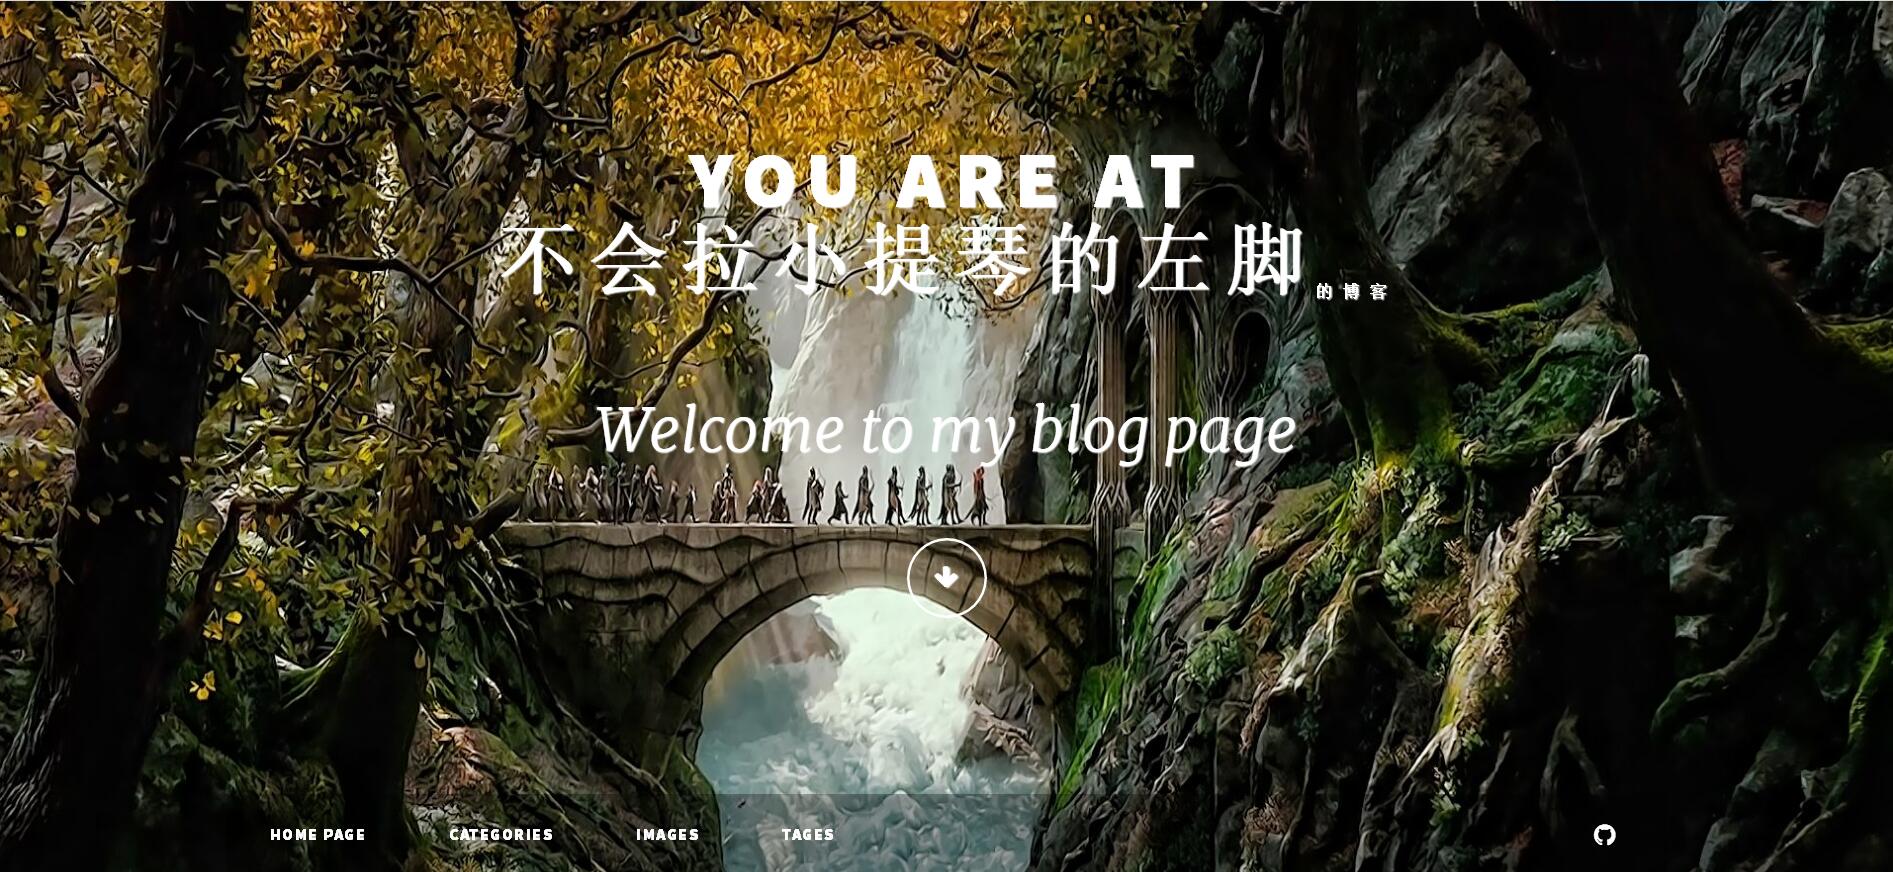 YOU ARE AT
不会拉小提琴的左脚 的博客
Welcome to my blog page
HOME PAGE CATEGORIES IMAGES TAGES